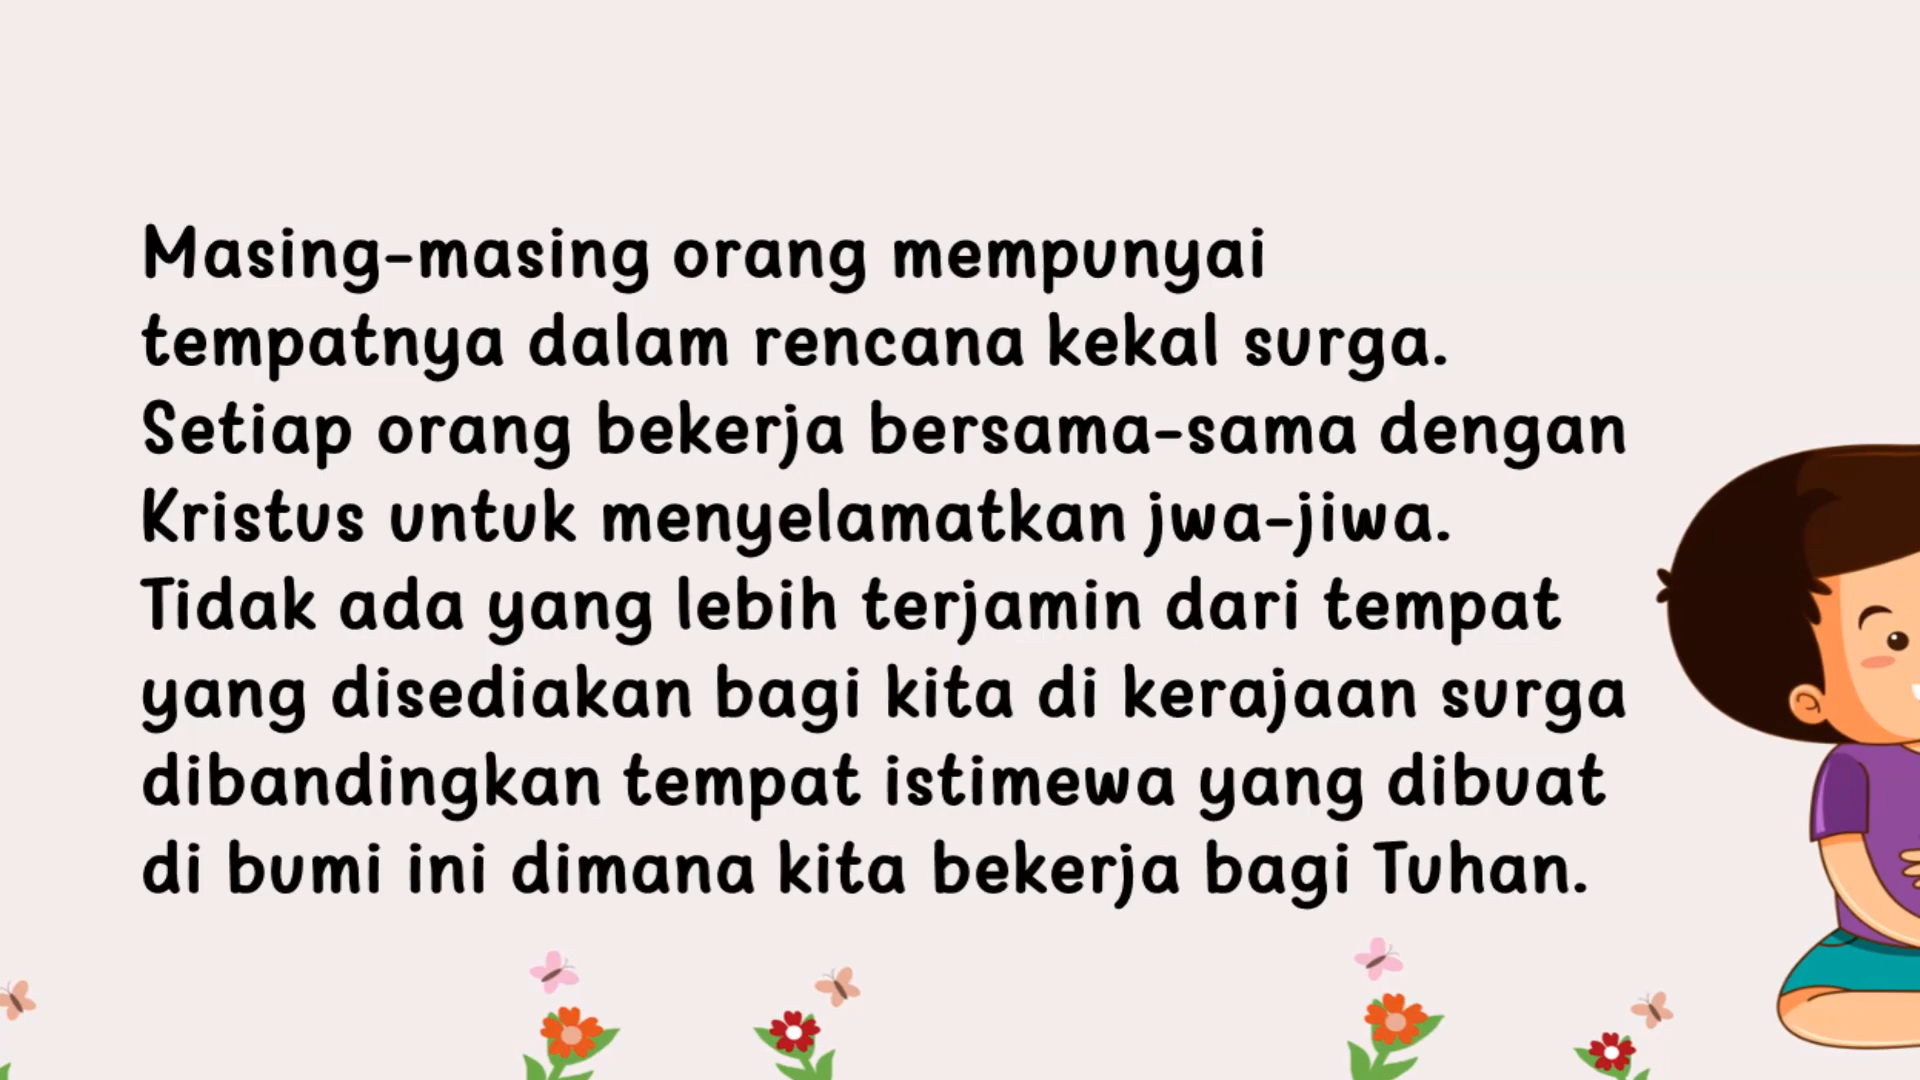 Masing-masing orang mempunyai
tempatnya dalam rencana kekal surga.
Setiap orang bekerja bersama-sama dengan
Kristus untuk menyelamatkan jwa-jiwa.
Tidak ada yang lebih terjamin dari tempat
yang disediakan bagi kita di kerajaan surga
dibandingkan tempat istimewa yang dibuat
di bumi ini dimana kita bekerja bagi Tuhan.